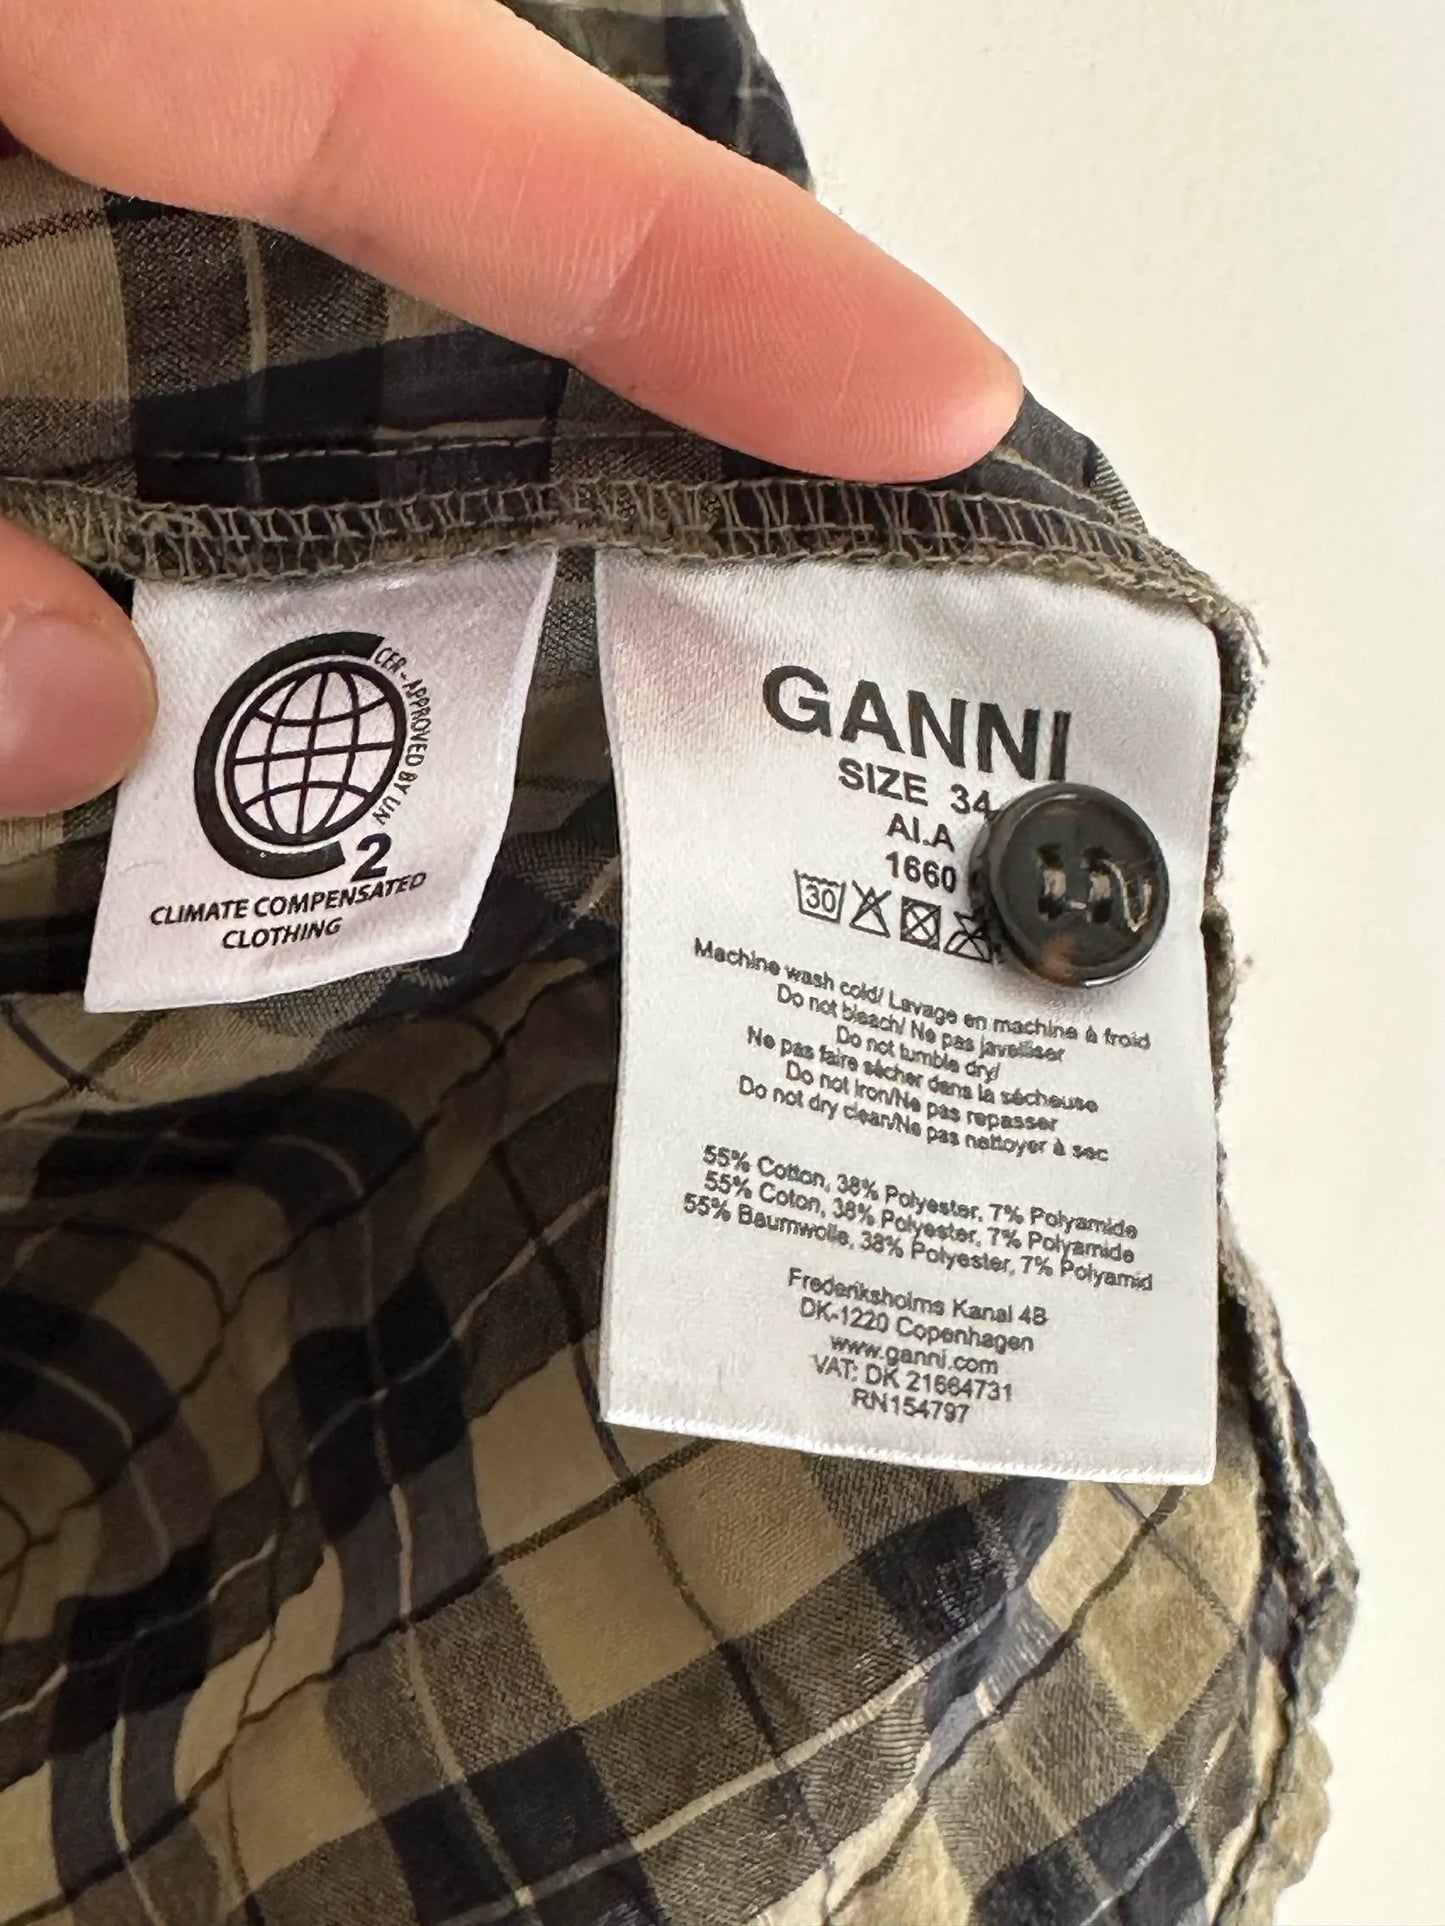 CER-APPROVED BY UN
2
CLIMATE COMPENSATED
CLOTHING
GANNI
SIZE 34
AI.A
1660
30
Machine wash cold/ Lavage en machine à froid
Do not bleach/ Ne pas javelliser
Do not tumble dry/
Ne pas faire sécher dans la sécheuse
Do not Iron/Ne pas repasser
Do not dry clean/Ne pas nettoyer à sec
55% Cotton, 38% Polyester, 7% Polyamide
55% Coton, 38% Polyester, 7% Polyamide
55% Baumwolle, 38% Polyester, 7% Polyamid
Frederiksholms Kanal 4B
DK-1220 Copenhagen
www.ganni.com
VAT: DK 21664731
RN154797